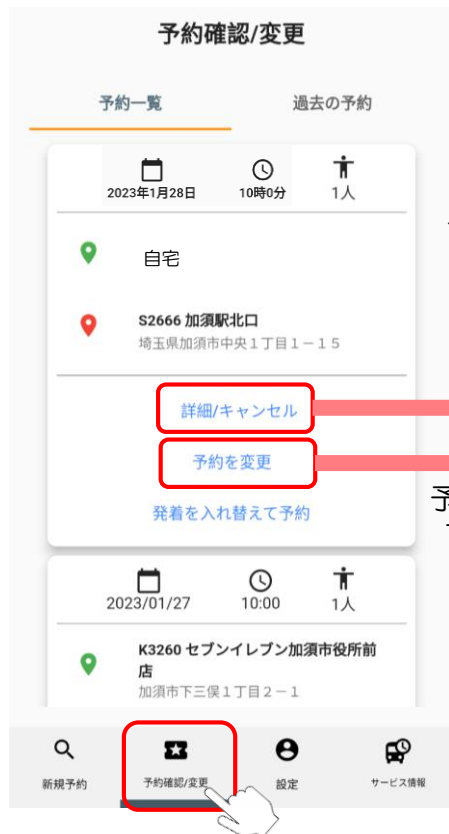 予約確認/変更
予約一覧
過去の予約
2023年1月28日
10時0分
1人
自宅
S2666 加須駅北口
埼玉県加須市中央1丁目1－15
詳細/キャンセル
予約を変更
予
発着を入れ替えて予約
2023/01/27
10:00
1人
K3260 セブンイレブン加須市役所前
店
加須市下三俣1丁目2－1
新規予約
予約確認/変更
設定
サービス情報